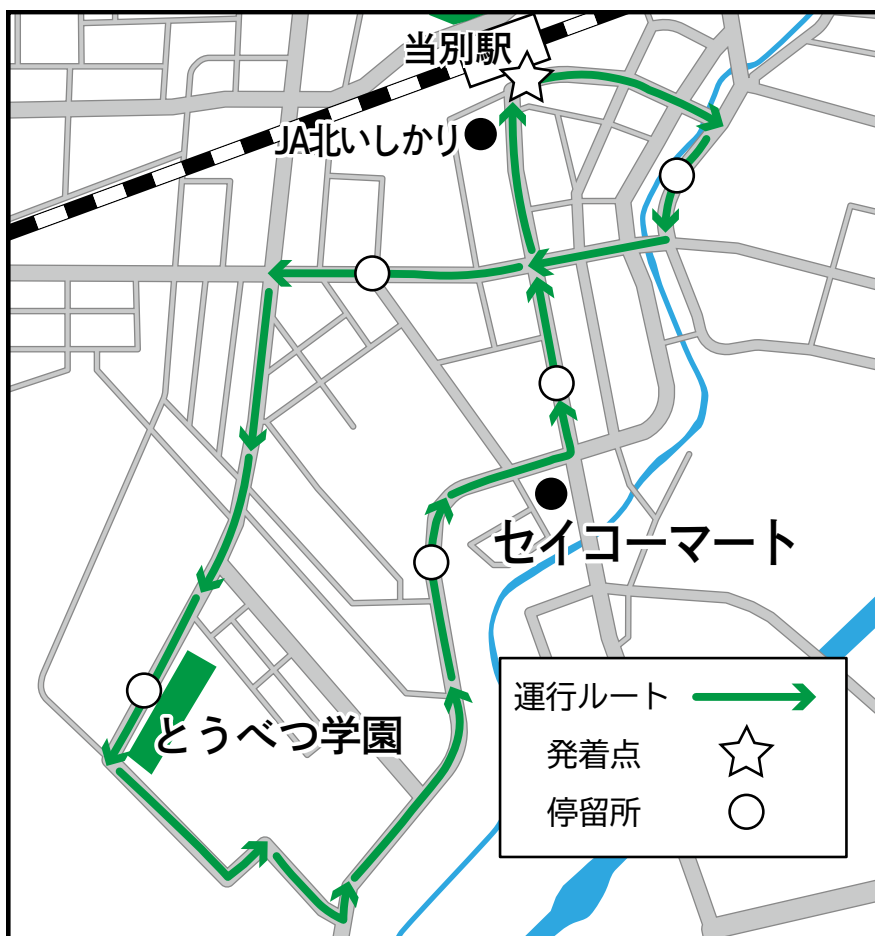 当別駅
JA北いしかり
セイコーマート
とうべつ学園
運行ルート
発着点
停留所